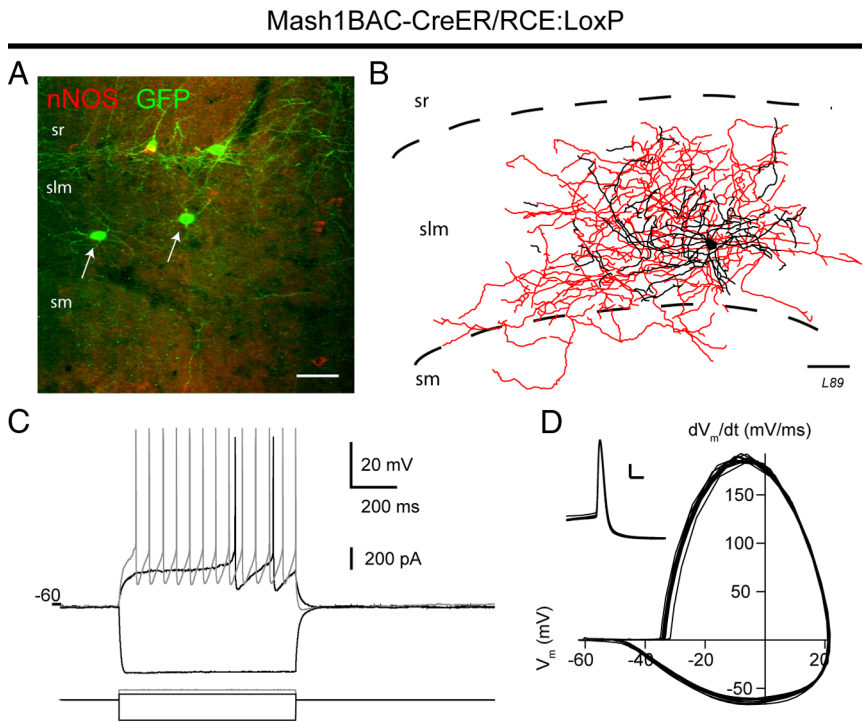 Mash1BAC-CreER/RCE:LoxP
A
nNOS GFP
sr
slm
sm
B
sr
slm
sm
L89
C
20 mV
200 ms
200 pA
-60
D
dVm/dt (mV/ms)
150
100
50
-50
Vm (mV)
-60 -40 -20 0 20